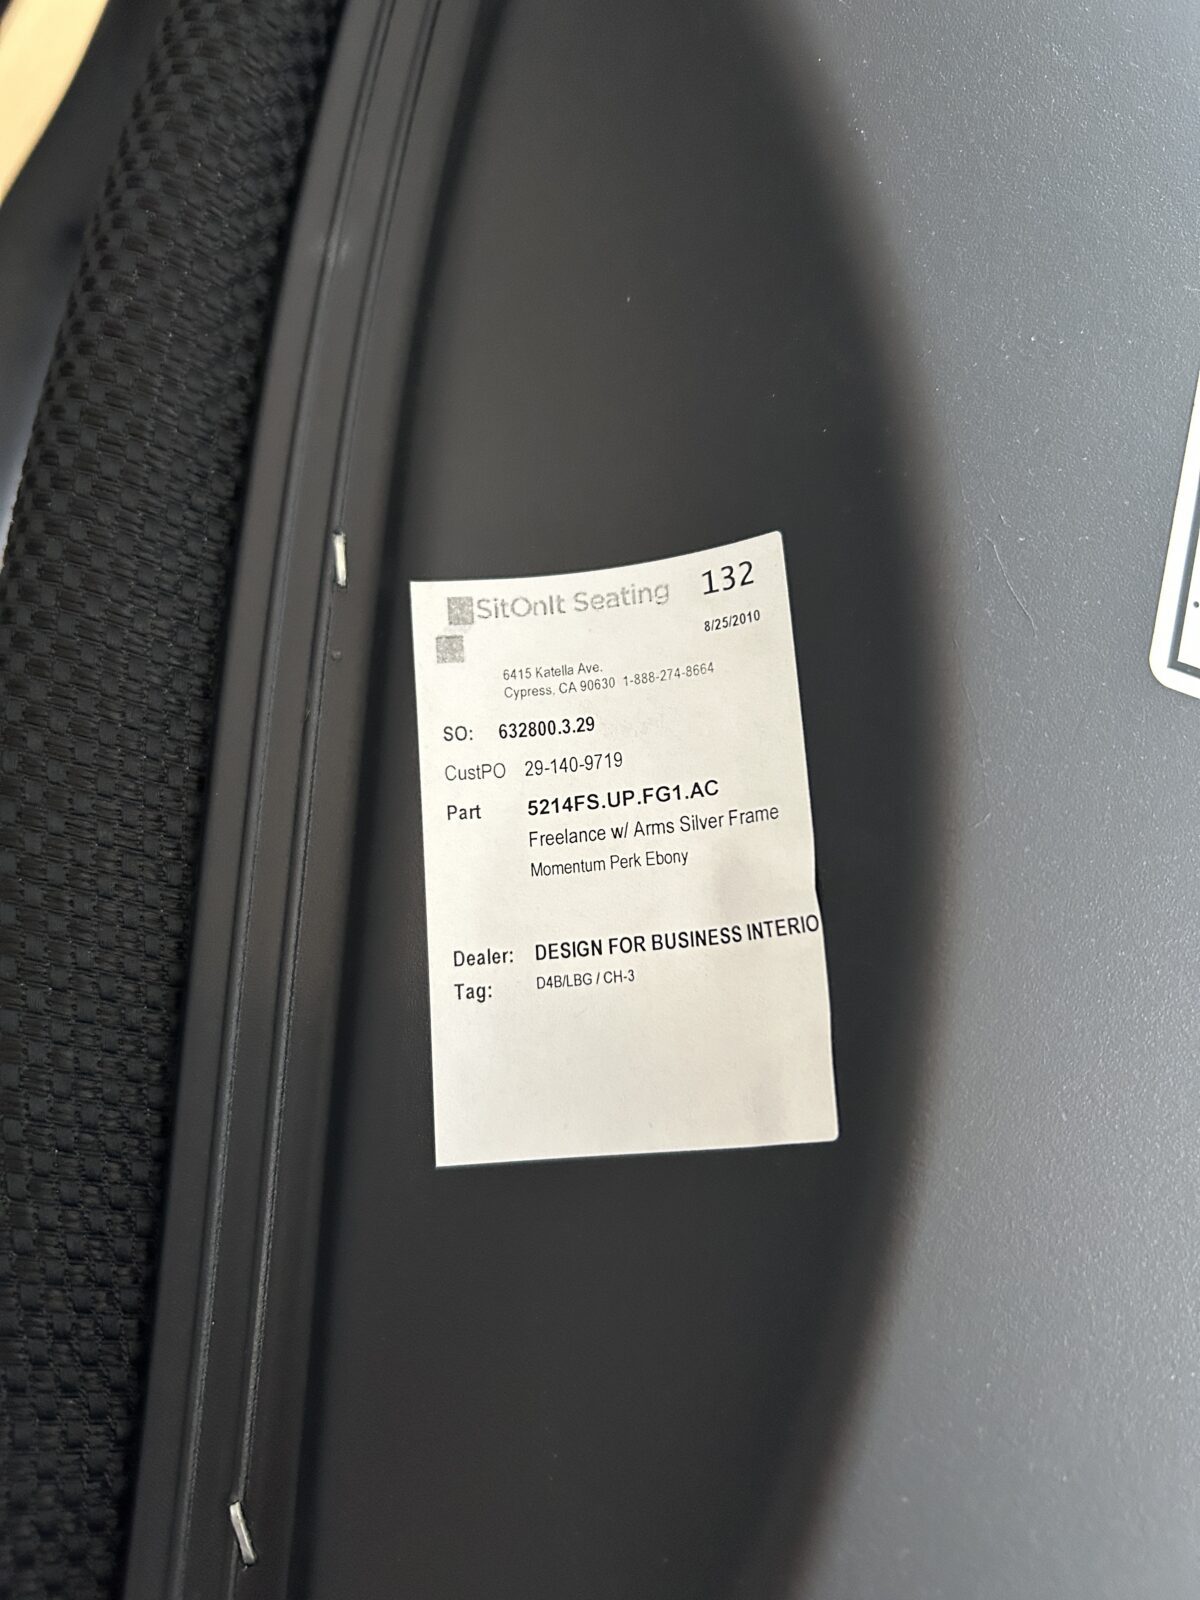 SitOnIt Seating 132
8/25/2010
6415 Katella Ave.
Cypress, CA 90630 1-888-274-8664
SO: 632800.3.29
CustPO 29-140-9719
Part 5214FS.UP.FG1.AC
Freelance w/ Arms Silver Frame
Momentum Perk Ebony
Dealer: DESIGN FOR BUSINESS INTERIO
Tag: D4B/LBG / CH-3